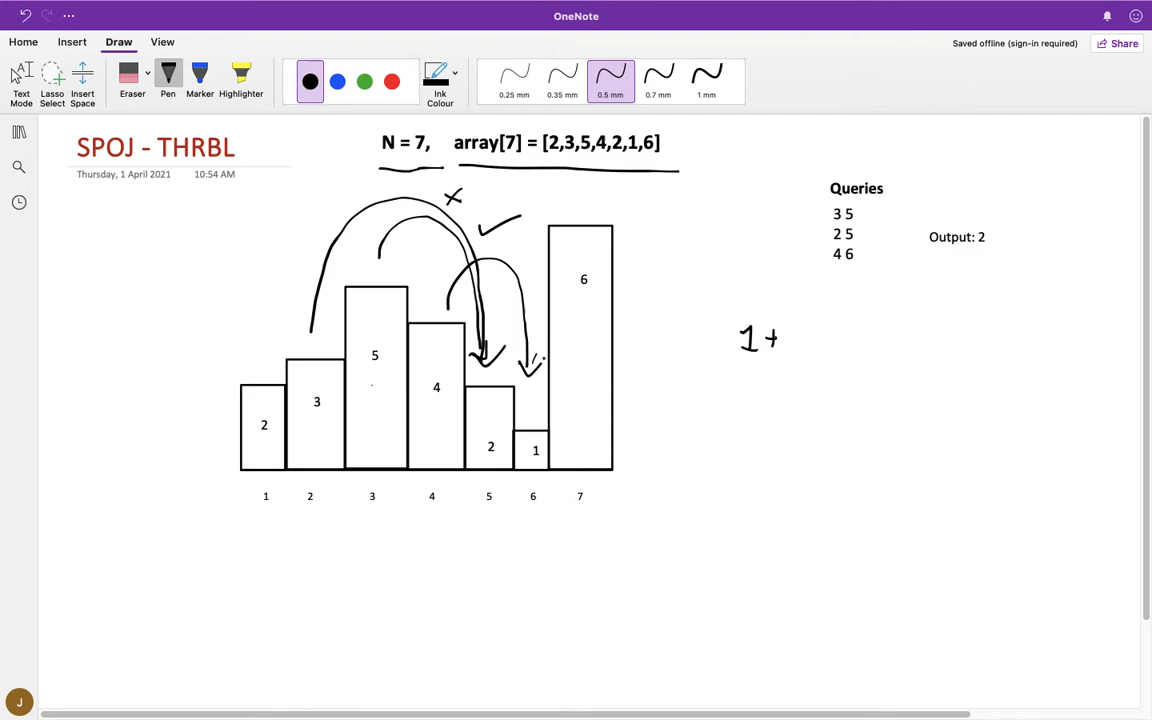 OneNote
Home Insert Draw View
Saved offline (sign-in required) Share
Text Mode
Lasso Select
Insert Space
Eraser
Pen
Marker
Highlighter
Ink Colour
0.25 mm 0.35 mm 0.5 mm 0.7 mm 1 mm
SPOJ - THRBL
Thursday, 1 April 2021 10:54 AM
N = 7, array[7] = [2,3,5,4,2,1,6]
Queries
3 5
2 5
4 6
Output: 2
1 +
2 3 5 4 2 1 6
1 2 3 4 5 6 7
J